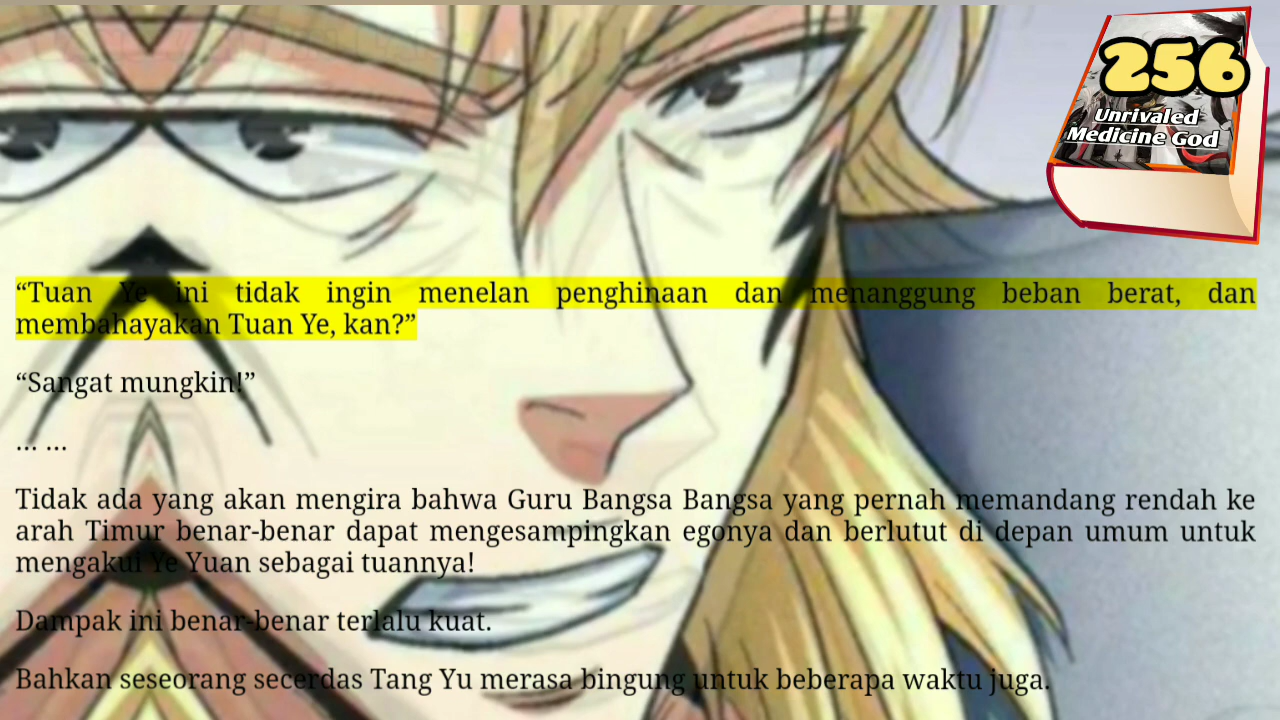 256
Unrivaled
Medicine God
“Tuan Ye ini tidak ingin menelan penghinaan dan menanggung beban berat, dan
membahayakan Tuan Ye, kan?”
“Sangat mungkin!”
... ...
Tidak ada yang akan mengira bahwa Guru Bangsa Bangsa yang pernah memandang rendah ke
arah Timur benar-benar dapat mengesampingkan egonya dan berlutut di depan umum untuk
mengakui Ye Yuan sebagai tuannya!
Dampak ini benar-benar terlalu kuat.
Bahkan seseorang secerdas Tang Yu merasa bingung untuk beberapa waktu juga.